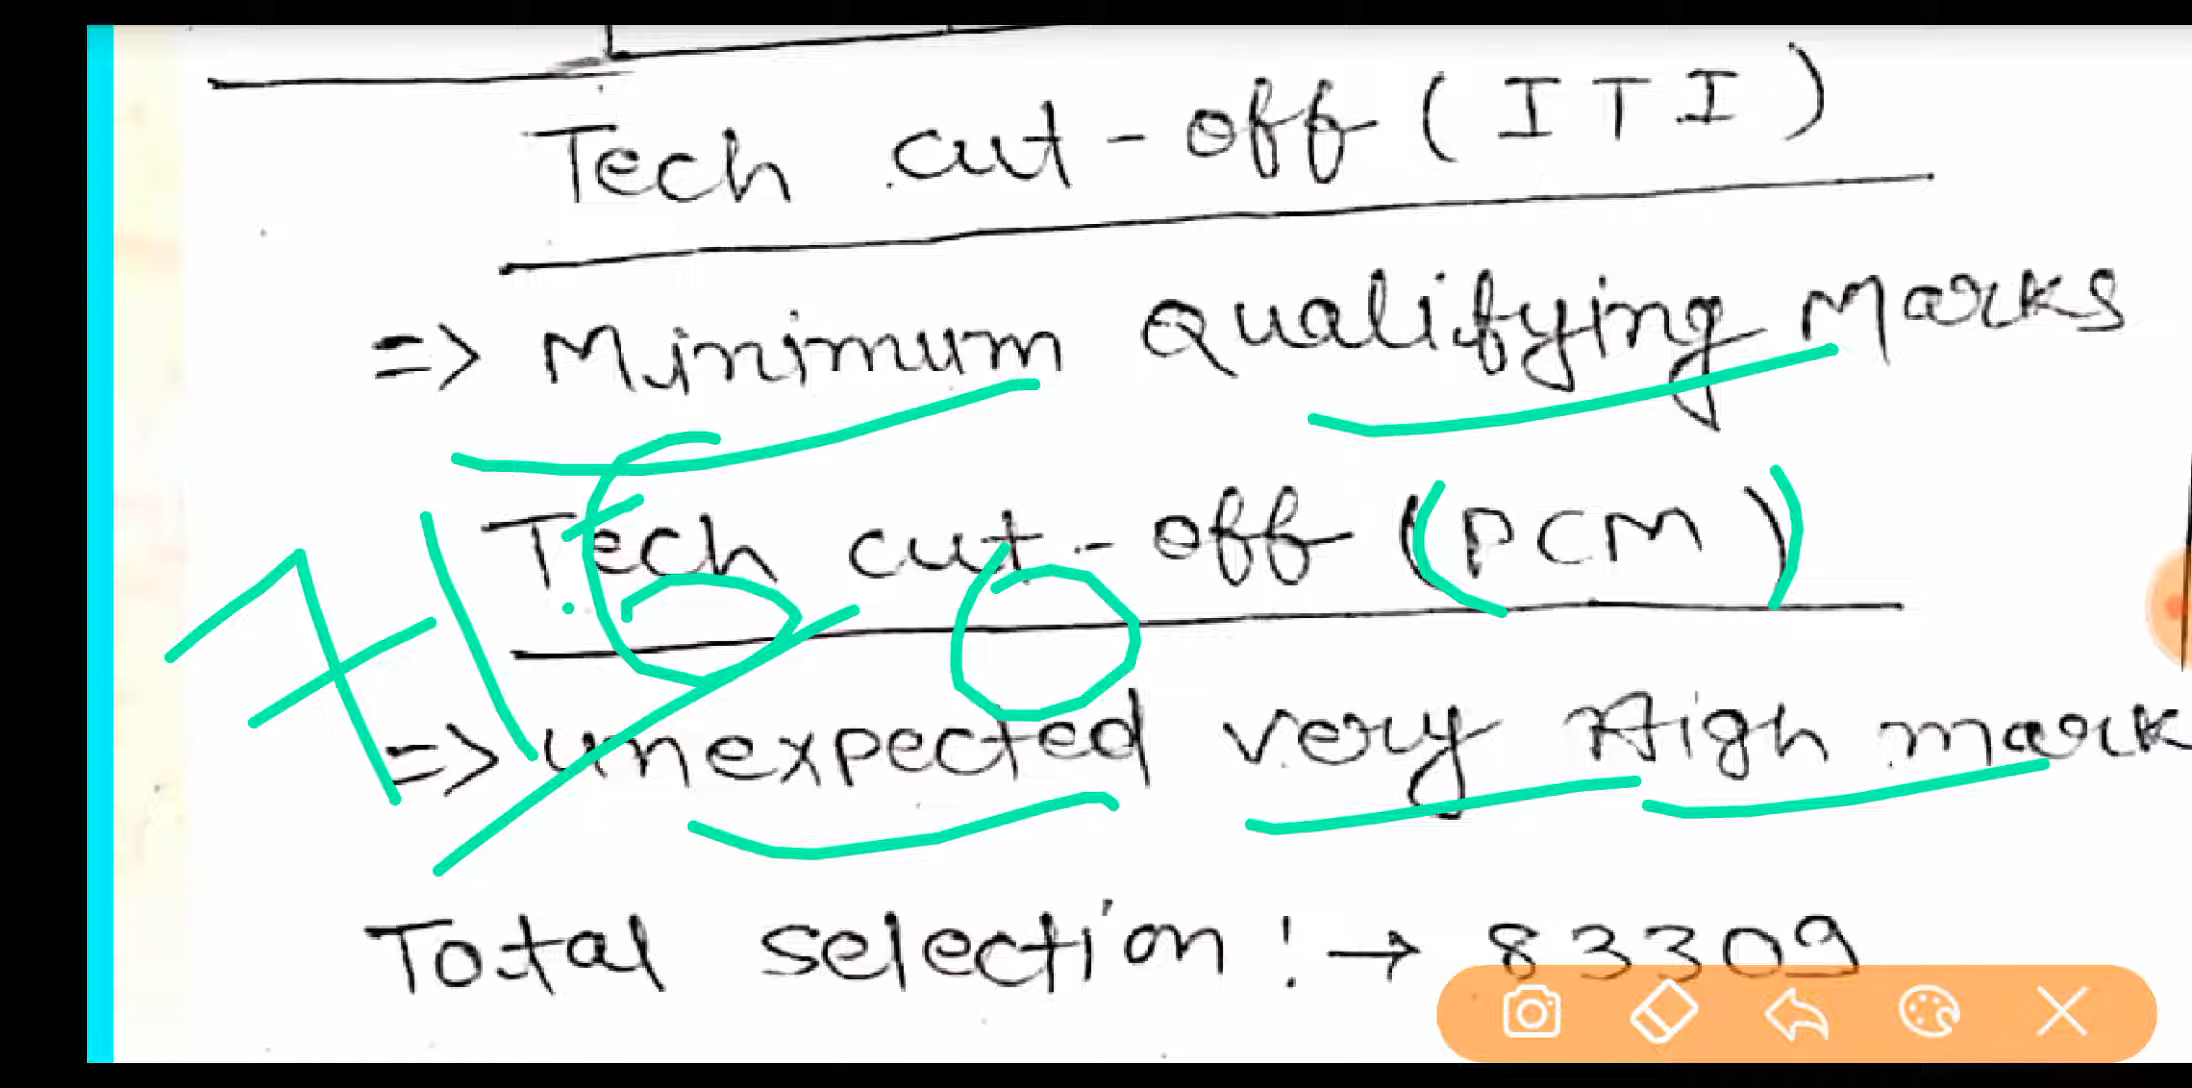 Tech cut-off (ITI)
=> Minimum Qualifying Marks
Tech cut-off (PCM)
=> unexpected very High mark
Total selection :→ 83309